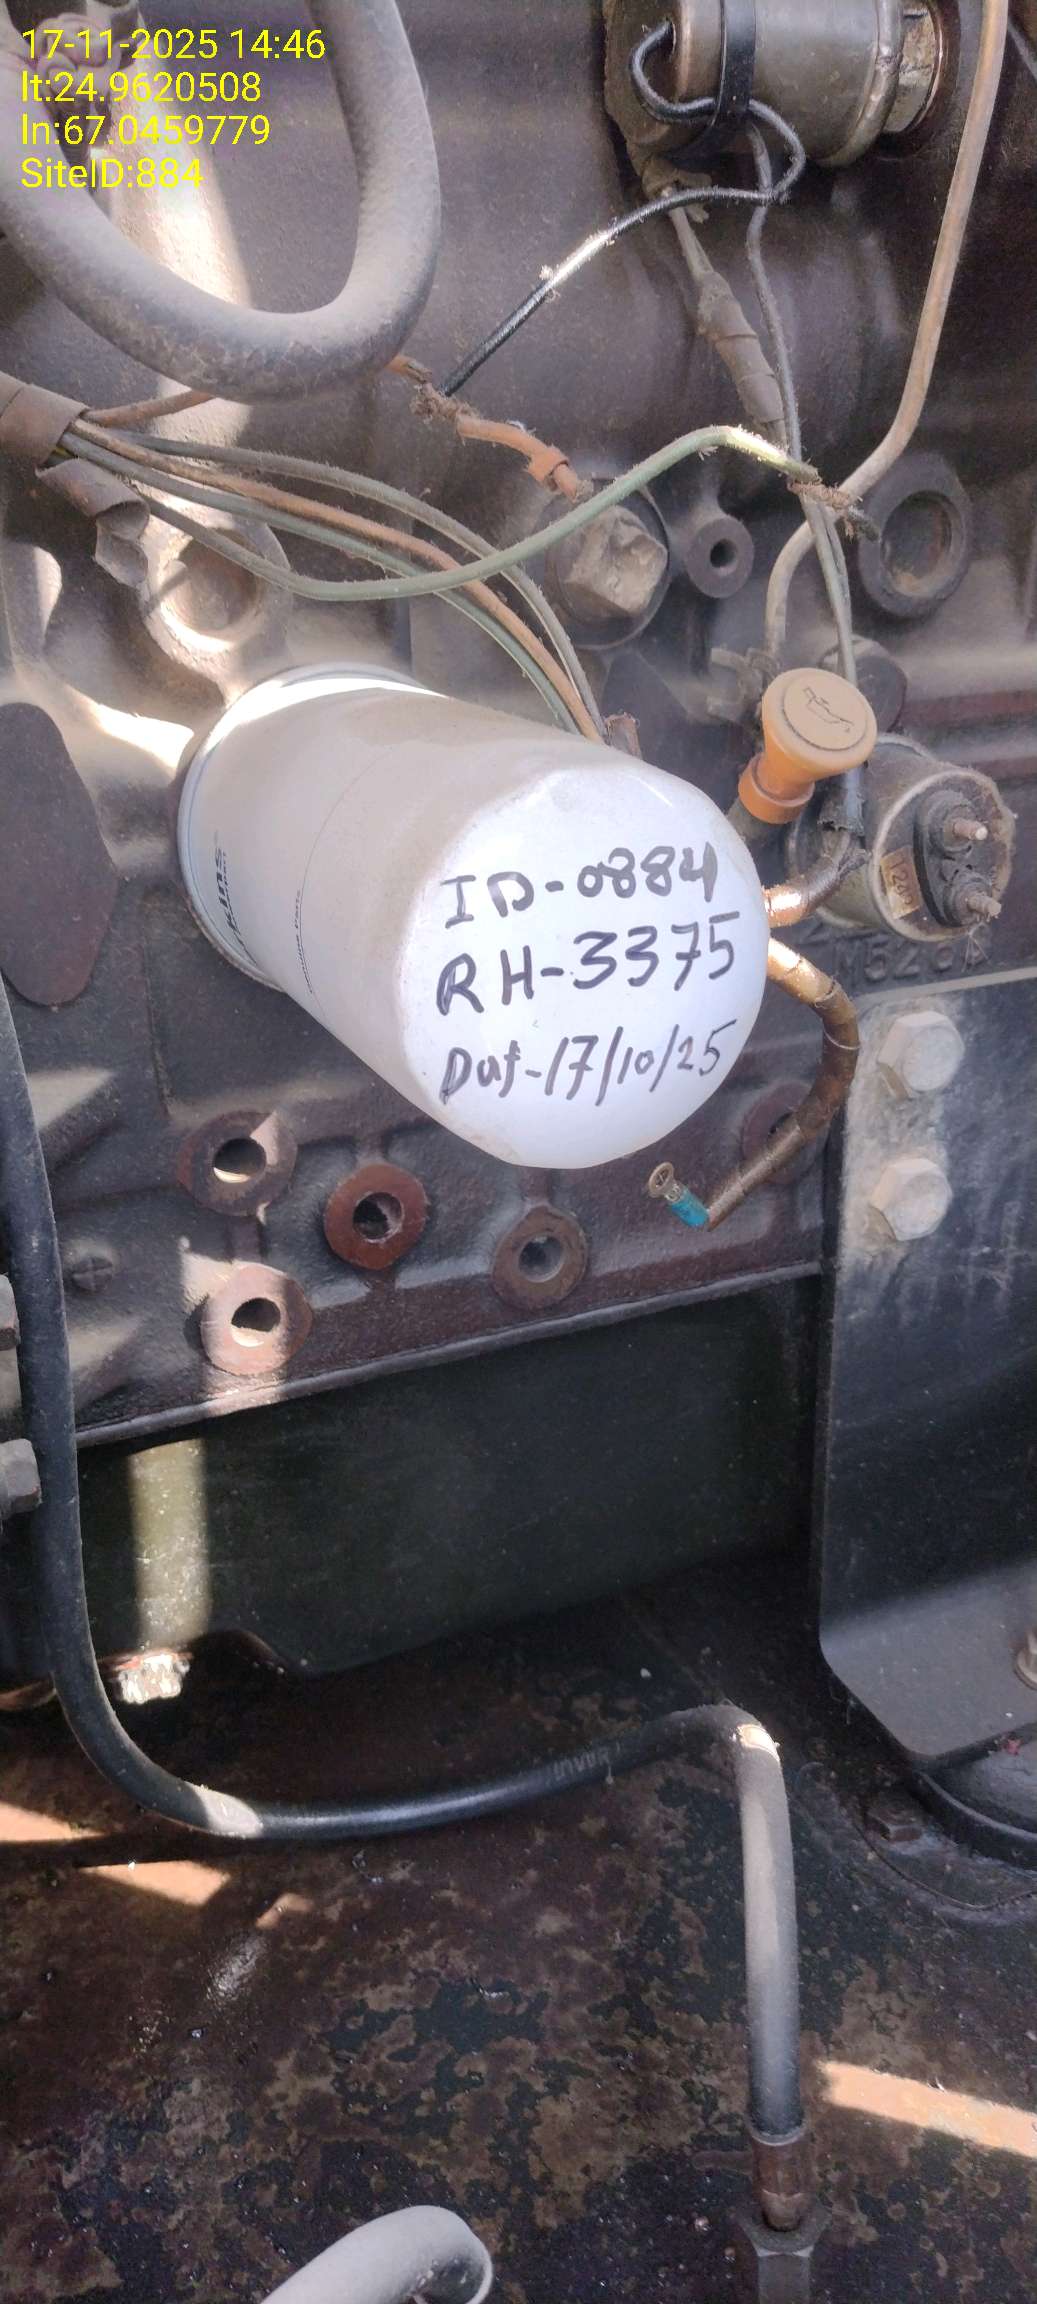 17-11-2025 14:46
lt:24.9620508
ln:67.0459779
SiteID:884
ID-0884
RH-3375
Dat-17/10/25